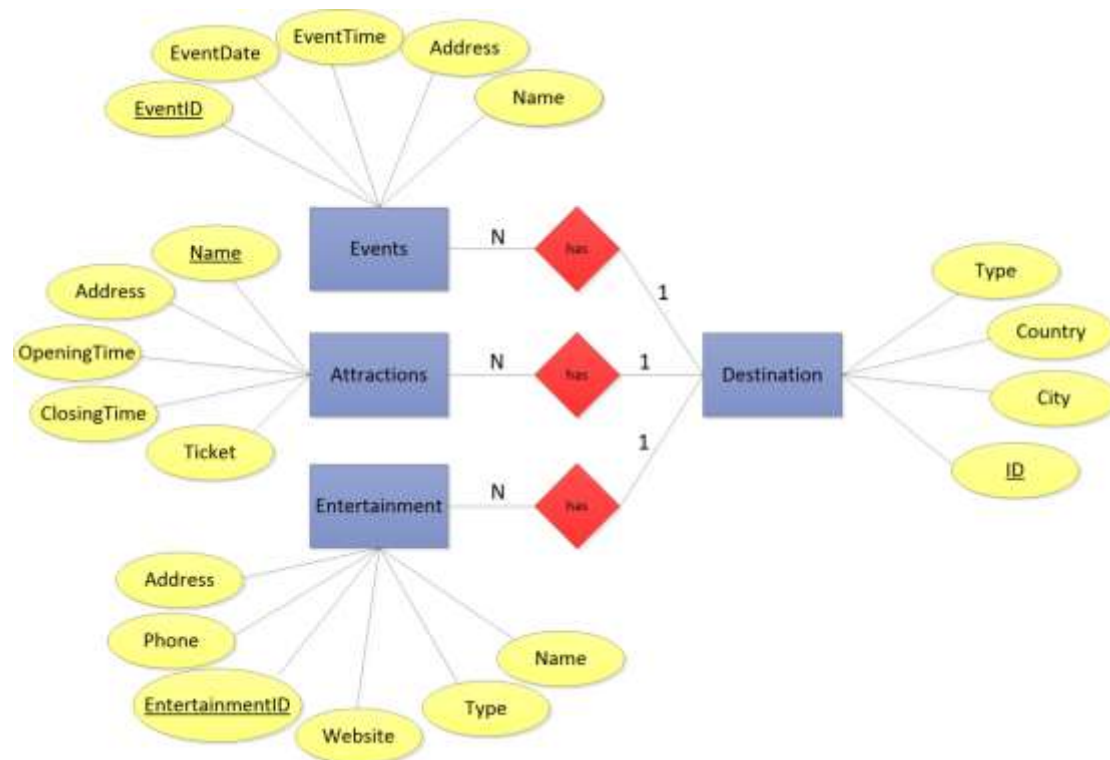 EventTime
EventDate
Address
EventID
Name
Events
N
has
1
Name
Address
OpeningTime
ClosingTime
Ticket
Attractions
N
has
1
Destination
Type
Country
City
ID
Entertainment
N
has
1
Address
Phone
EntertainmentID
Website
Type
Name